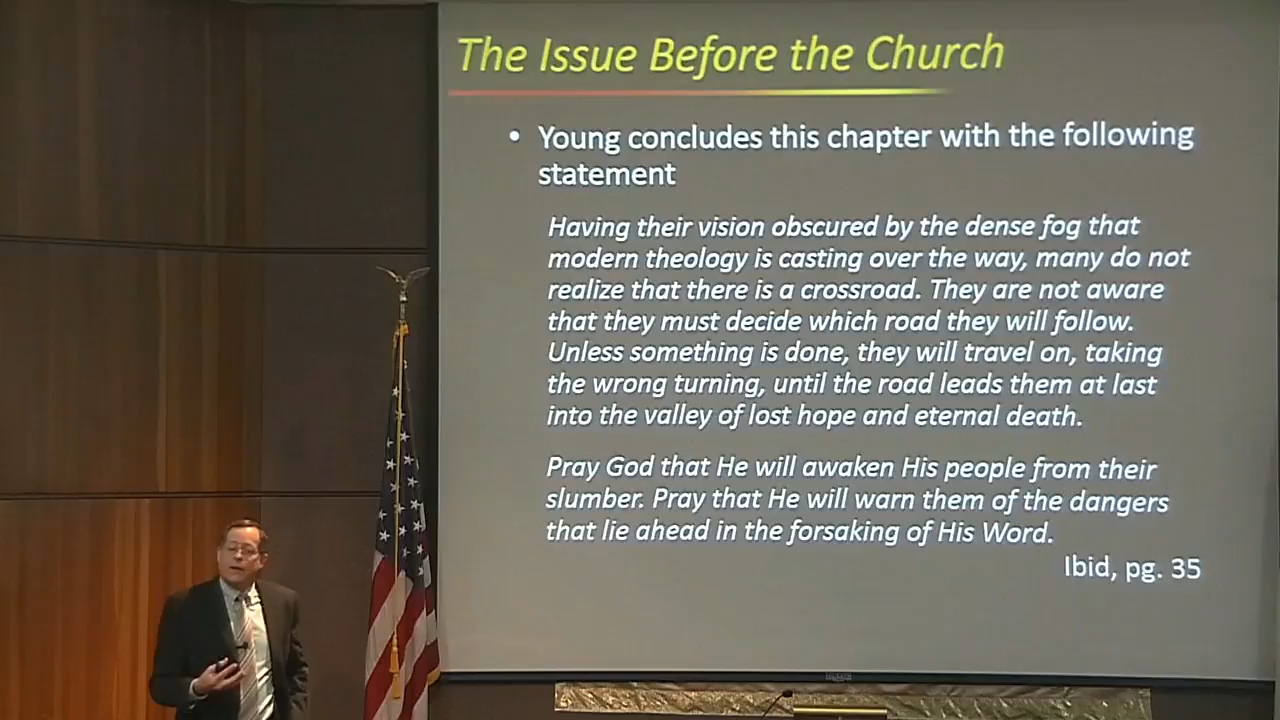 The Issue Before the Church
• Young concludes this chapter with the following
statement
Having their vision obscured by the dense fog that
modern theology is casting over the way, many do not
realize that there is a crossroad. They are not aware
that they must decide which road they will follow.
Unless something is done, they will travel on, taking
the wrong turning, until the road leads them at last
into the valley of lost hope and eternal death.
Pray God that He will awaken His people from their
slumber. Pray that He will warn them of the dangers
that lie ahead in the forsaking of His Word.
Ibid, pg. 35